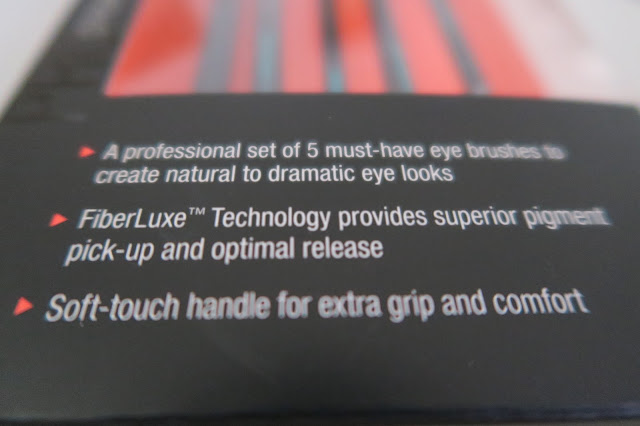 A professional set of 5 must-have eye brushes to
create natural to dramatic eye looks
FiberLuxe™ Technology provides superior pigment
pick-up and optimal release
Soft-touch handle for extra grip and comfort